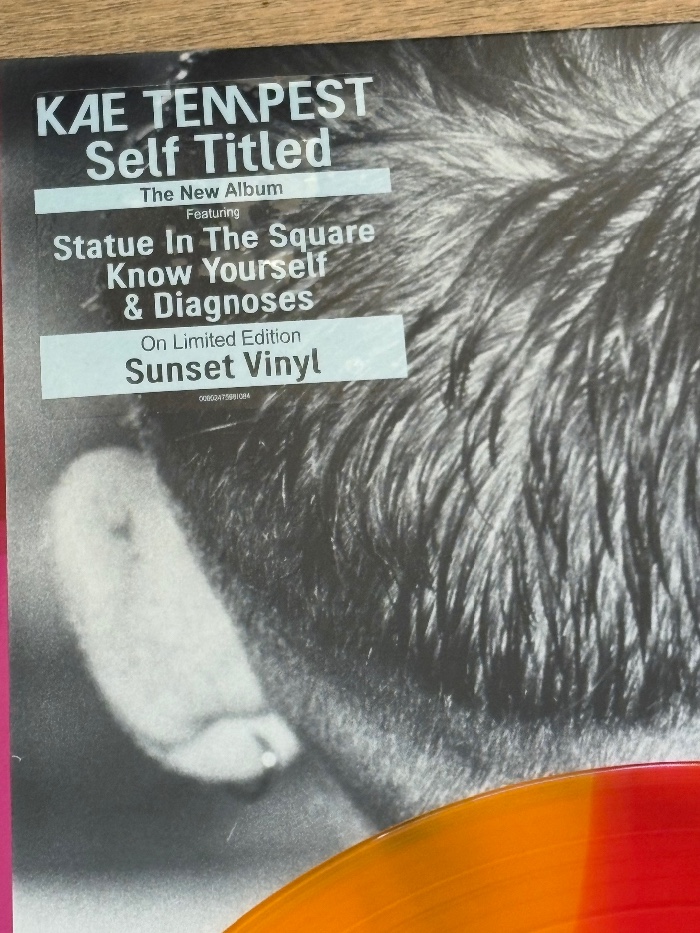 KAE TEMPEST
Self Titled
The New Album
Featuring
Statue In The Square
Know Yourself
& Diagnoses
On Limited Edition
Sunset Vinyl